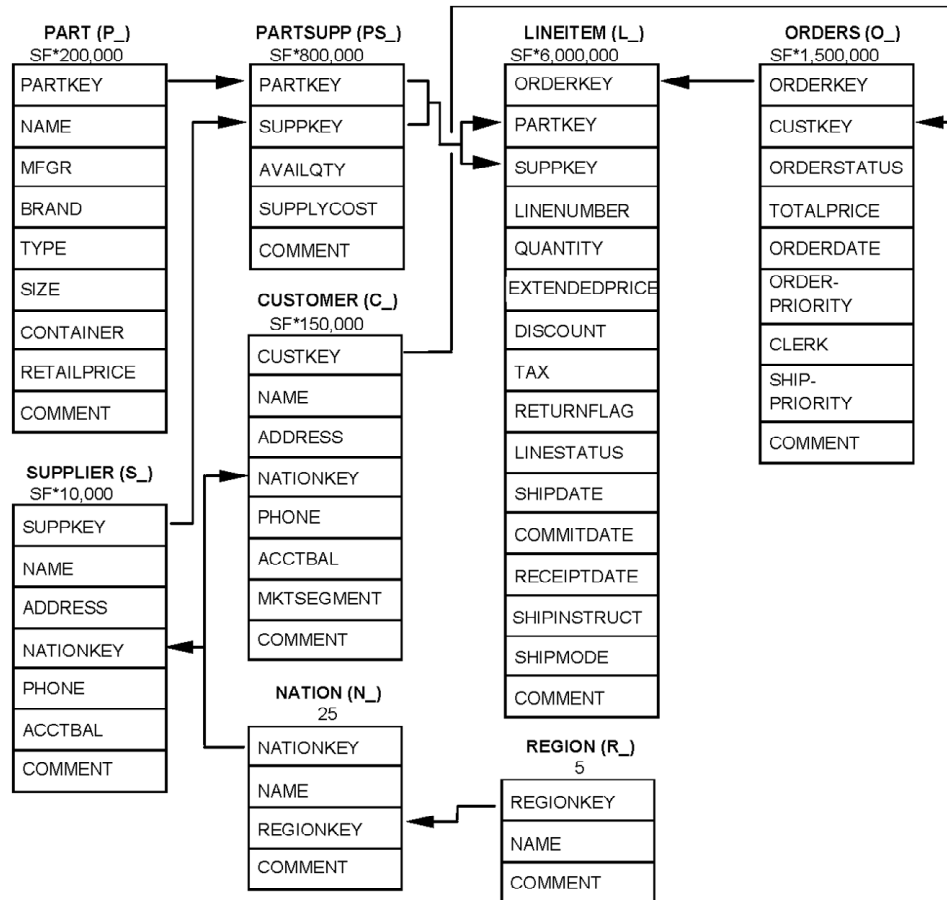 PART (P_)
SF*200,000
PARTKEY
NAME
MFGR
BRAND
TYPE
SIZE
CONTAINER
RETAILPRICE
COMMENT
SUPPLIER (S_)
SF*10,000
SUPPKEY
NAME
ADDRESS
NATIONKEY
PHONE
ACCTBAL
COMMENT
PARTSUPP (PS_)
SF*800,000
PARTKEY
SUPPKEY
AVAILQTY
SUPPLYCOST
COMMENT
CUSTOMER (C_)
SF*150,000
CUSTKEY
NAME
ADDRESS
NATIONKEY
PHONE
ACCTBAL
MKTSEGMENT
COMMENT
NATION (N_)
25
NATIONKEY
NAME
REGIONKEY
COMMENT
LINEITEM (L_)
SF*6,000,000
ORDERKEY
PARTKEY
SUPPKEY
LINENUMBER
QUANTITY
EXTENDEDPRICE
DISCOUNT
TAX
RETURNFLAG
LINESTATUS
SHIPDATE
COMMITDATE
RECEIPTDATE
SHIPINSTRUCT
SHIPMODE
COMMENT
REGION (R_)
5
REGIONKEY
NAME
COMMENT
ORDERS (O_)
SF*1,500,000
ORDERKEY
CUSTKEY
ORDERSTATUS
TOTALPRICE
ORDERDATE
ORDER-
PRIORITY
CLERK
SHIP-
PRIORITY
COMMENT